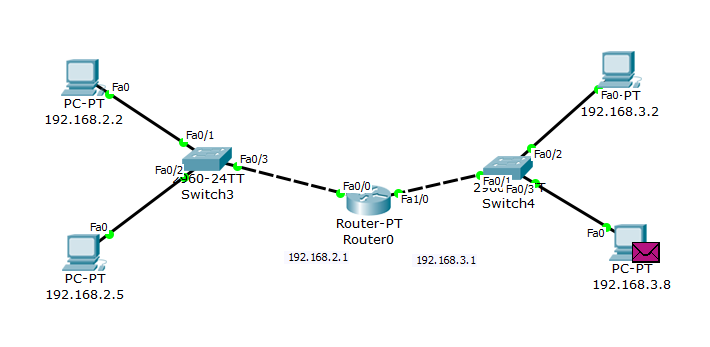 Fa0
PC-PT
192.168.2.2
Fa0/1
Fa0/2
Fa0/3
2960-24TT
Switch3
Fa0
PC-PT
192.168.2.5
Fa0/0
Fa1/0
Router-PT
Router0
192.168.2.1
192.168.3.1
Fa0
PT
192.168.3.2
Fa0/2
Fa0/1
Fa0/3
Switch4
Fa0
PC-PT
192.168.3.8